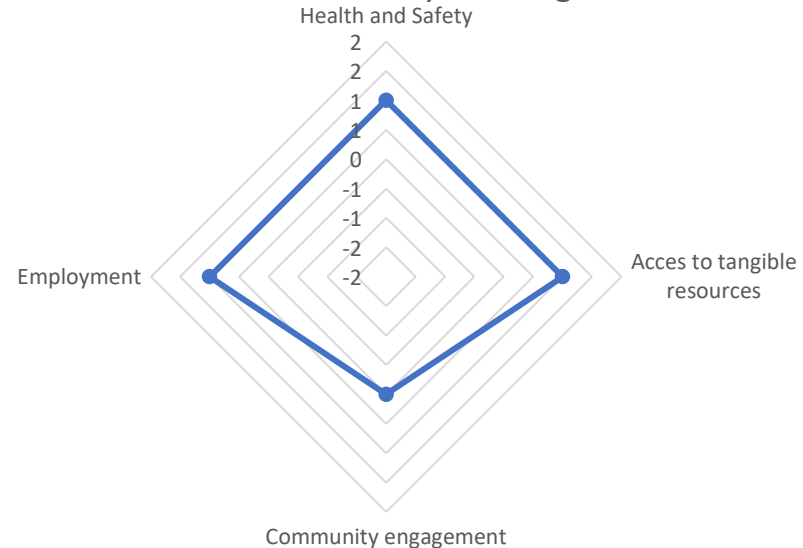 Health and Safety
2
2
1
1
0
-1
-1
-2
-2
Employment
Acces to tangible
resources
Community engagement